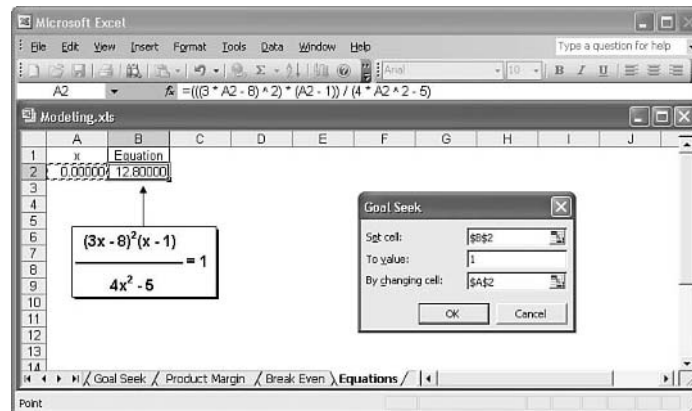 Microsoft Excel
File Edit View Insert Format Tools Data Window Help
Type a question for help
Arial 10 B I U
A2 fx =(((3 * A2 - 8) ^ 2) * (A2 - 1)) / (4 * A2 ^ 2 - 5)
Modeling.xls
A B C D E F G H I J
1 x Equation
2 0.00000 12.80000
3
4
5
6
7
8
9
10
11
12
13
14
(3x - 8)²(x - 1)
= 1
4x² - 5
Goal Seek
Set cell: $B$2
To value: 1
By changing cell: $A$2
OK Cancel
Goal Seek Product Margin Break Even Equations
Point